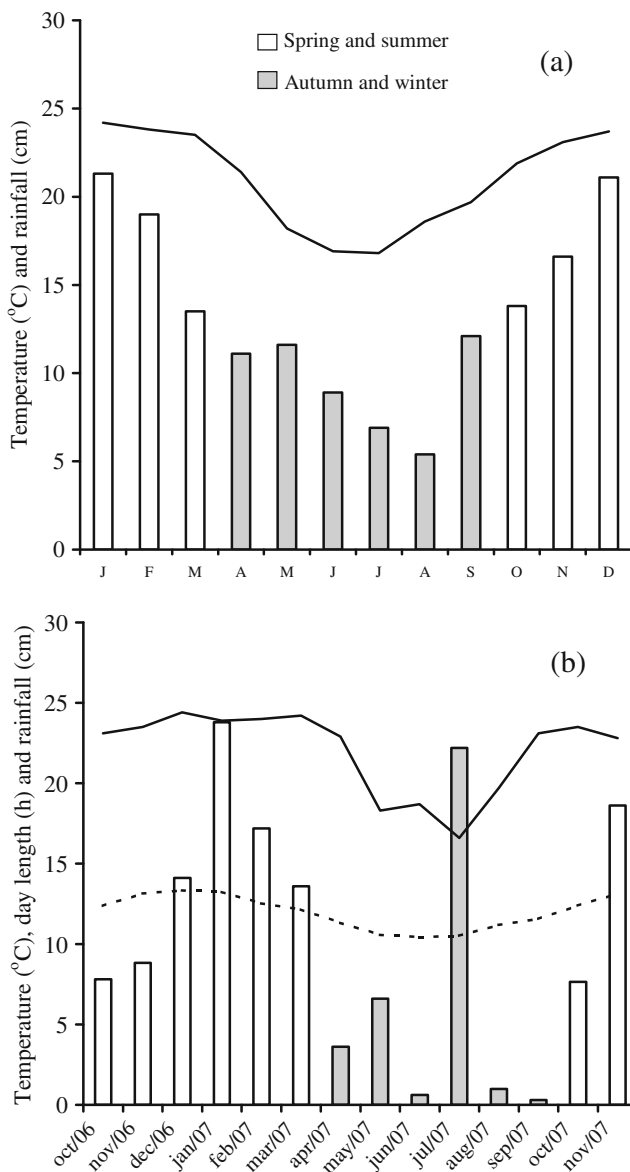 30
25
20
15
10
5
0
Temperature (°C) and rainfall (cm)
Spring and summer
Autumn and winter
(a)
J F M A M J J A S O N D
30
25
20
15
10
5
0
Temperature (°C), day length (h) and rainfall (cm)
(b)
oct/06 nov/06 dec/06 jan/07 feb/07 mar/07 apr/07 may/07 jun/07 jul/07 aug/07 sep/07 oct/07 nov/07